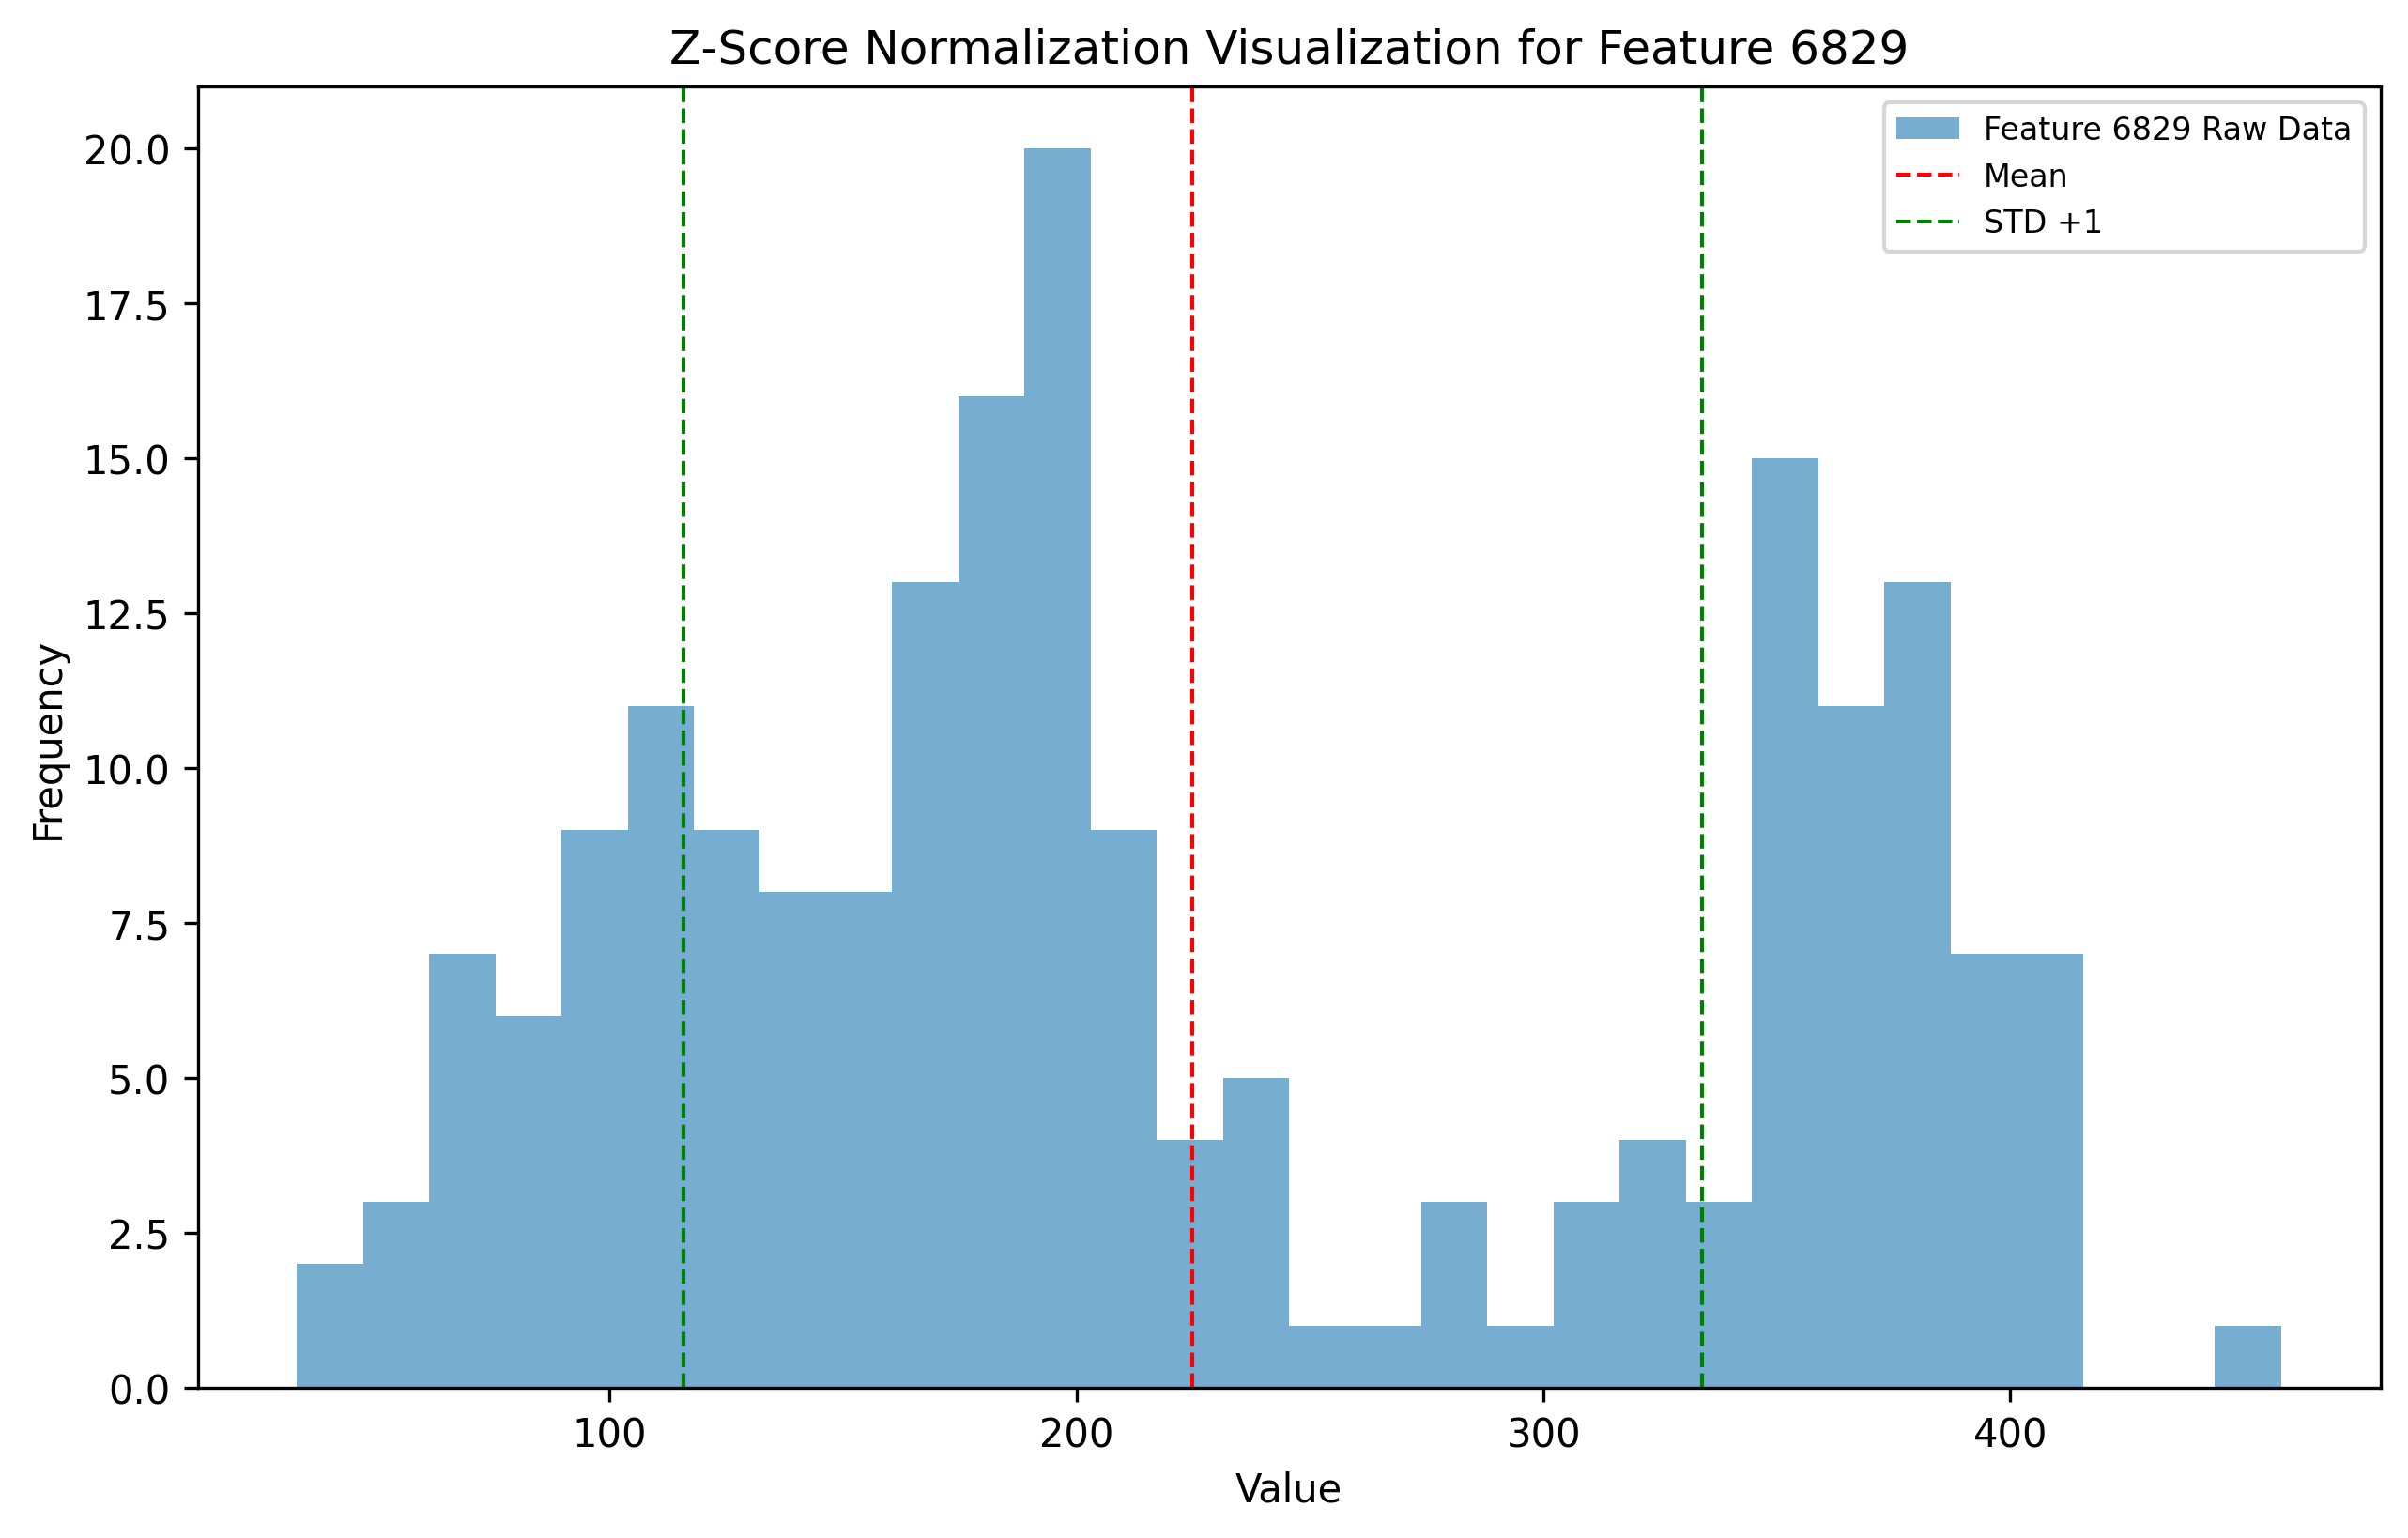 Z-Score Normalization Visualization for Feature 6829
Feature 6829 Raw Data
Mean
STD +1
20.0
17.5
15.0
12.5
10.0
7.5
5.0
2.5
0.0
Frequency
100 200 300 400
Value